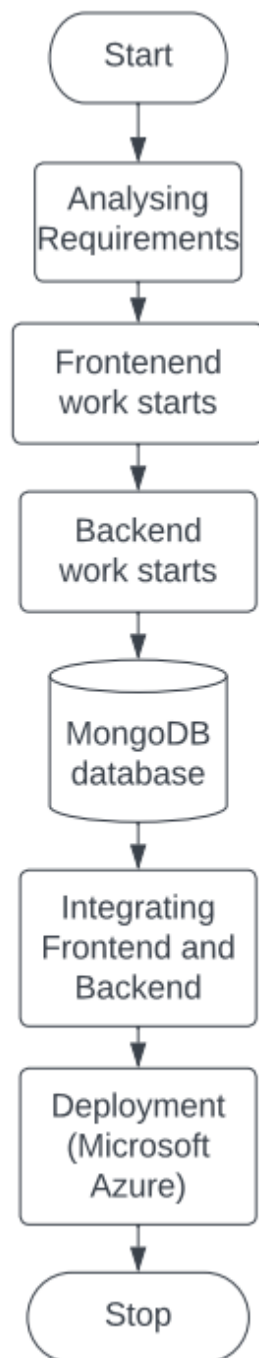 Start
Analysing
Requirements
Frontenend
work starts
Backend
work starts
MongoDB
database
Integrating
Frontend and
Backend
Deployment
(Microsoft
Azure)
Stop